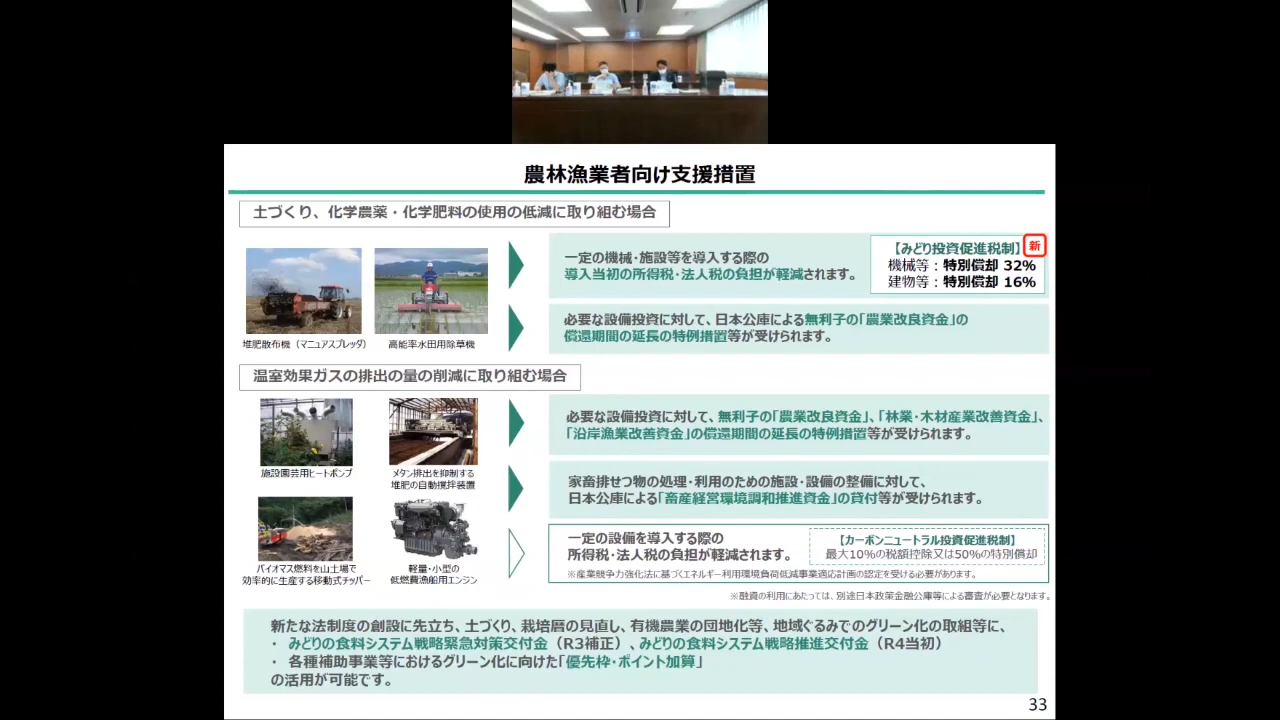 農林漁業者向け支援措置
土づくり、化学農薬・化学肥料の使用の低減に取り組む場合
堆肥散布機（マニュアスプレッダ）
高能率水田用除草機
一定の機械・施設等を導入する際の
導入当初の所得税・法人税の負担が軽減されます。
【みどり投資促進税制】
新
機械等：特別償却 32%
建物等：特別償却 16%
必要な設備投資に対して、日本公庫による無利子の「農業改良資金」の
償還期間の延長の特例措置等が受けられます。
温室効果ガスの排出の量の削減に取り組む場合
施設園芸用ヒートポンプ
メタン排出を抑制する
堆肥の自動撹拌装置
バイオマス燃料を山土場で
効率的に生産する移動式チッパー
軽量・小型の
低燃費漁船用エンジン
必要な設備投資に対して、無利子の「農業改良資金」、「林業・木材産業改善資金」、
「沿岸漁業改善資金」の償還期間の延長の特例措置等が受けられます。
家畜排せつ物の処理・利用のための施設・設備の整備に対して、
日本公庫による「畜産経営環境調和推進資金」の貸付等が受けられます。
一定の設備を導入する際の
所得税・法人税の負担が軽減されます。
【カーボンニュートラル投資促進税制】
最大10%の税額控除又は50%の特別償却
※産業競争力強化法に基づくエネルギー利用環境負荷低減事業適応計画の認定を受ける必要があります。
※融資の利用にあたっては、別途日本政策金融公庫等による審査が必要となります。
新たな法制度の創設に先立ち、土づくり、栽培暦の見直し、有機農業の団地化等、地域ぐるみでのグリーン化の取組等に、
・ みどりの食料システム戦略緊急対策交付金（R3補正）、みどりの食料システム戦略推進交付金（R4当初）
・ 各種補助事業等におけるグリーン化に向けた「優先枠・ポイント加算」
の活用が可能です。
33